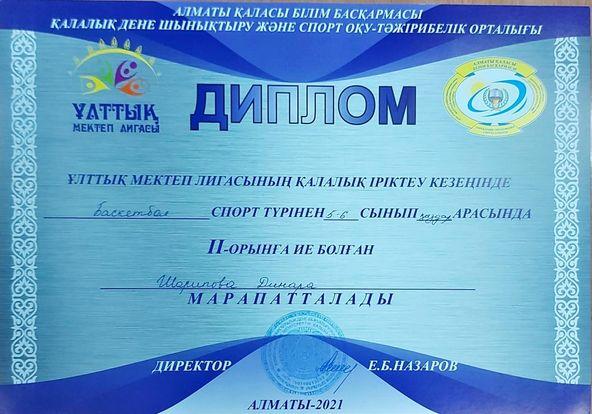 АЛМАТЫ ҚАЛАСЫ БІЛІМ БАСҚАРМАСЫ
ҚАЛАЛЫҚ ДЕНЕ ШЫНЫҚТЫРУ ЖӘНЕ СПОРТ ОҚУ-ТӘЖІРИБЕЛІК ОРТАЛЫҒЫ
ҰЛТТЫҚ
МЕКТЕП ЛИГАСЫ
ДИПЛОМ
ҰЛТТЫҚ МЕКТЕП ЛИГАСЫНЫҢ ҚАЛАЛЫҚ ІРІКТЕУ КЕЗЕҢІНДЕ
Баскетбол СПОРТ ТҮРІНЕН 5-6 СЫНЫП қыздар АРАСЫНДА
II-ОРЫНҒА ИЕ БОЛҒАН
Шарипова Динара
МАРАПАТТАЛАДЫ
ДИРЕКТОР Е.Б.НАЗАРОВ
АЛМАТЫ-2021